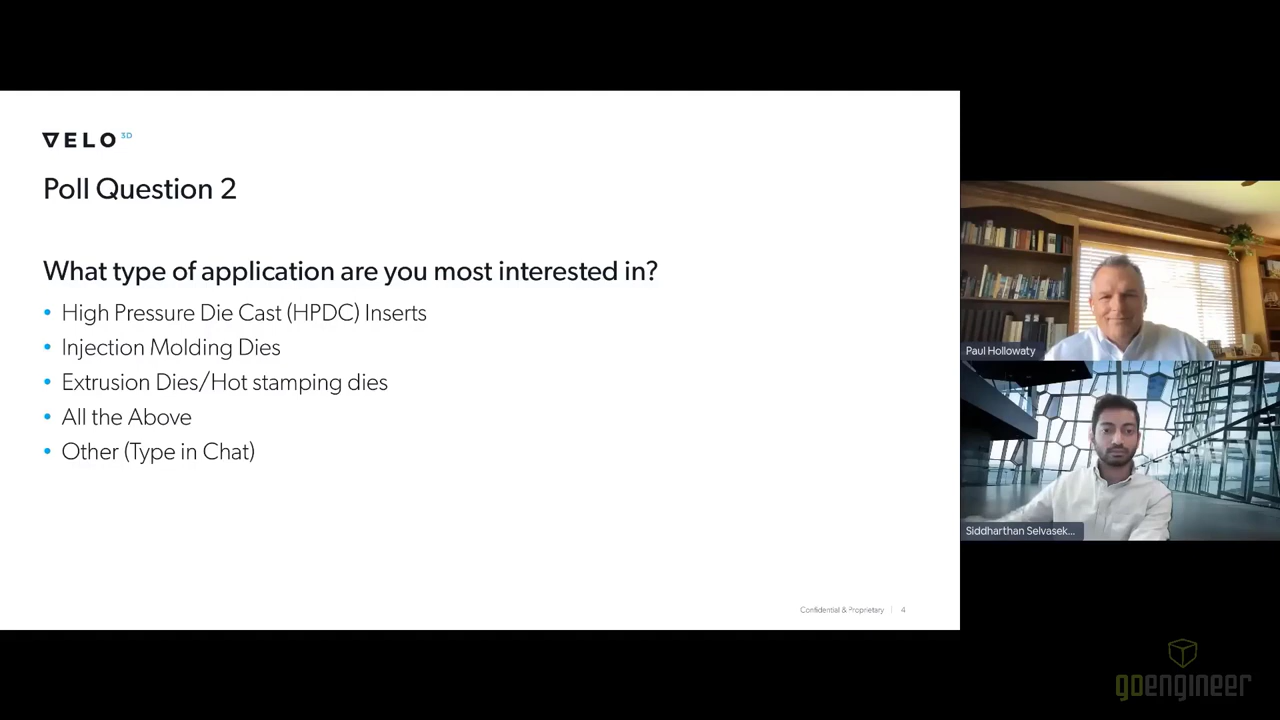 VELO 3D
Poll Question 2
What type of application are you most interested in?
• High Pressure Die Cast (HPDC) Inserts
• Injection Molding Dies
• Extrusion Dies/Hot stamping dies
• All the Above
• Other (Type in Chat)
Confidential & Proprietary | 4
Paul Hollowaty
Siddharthan Selvasek...
goengineer